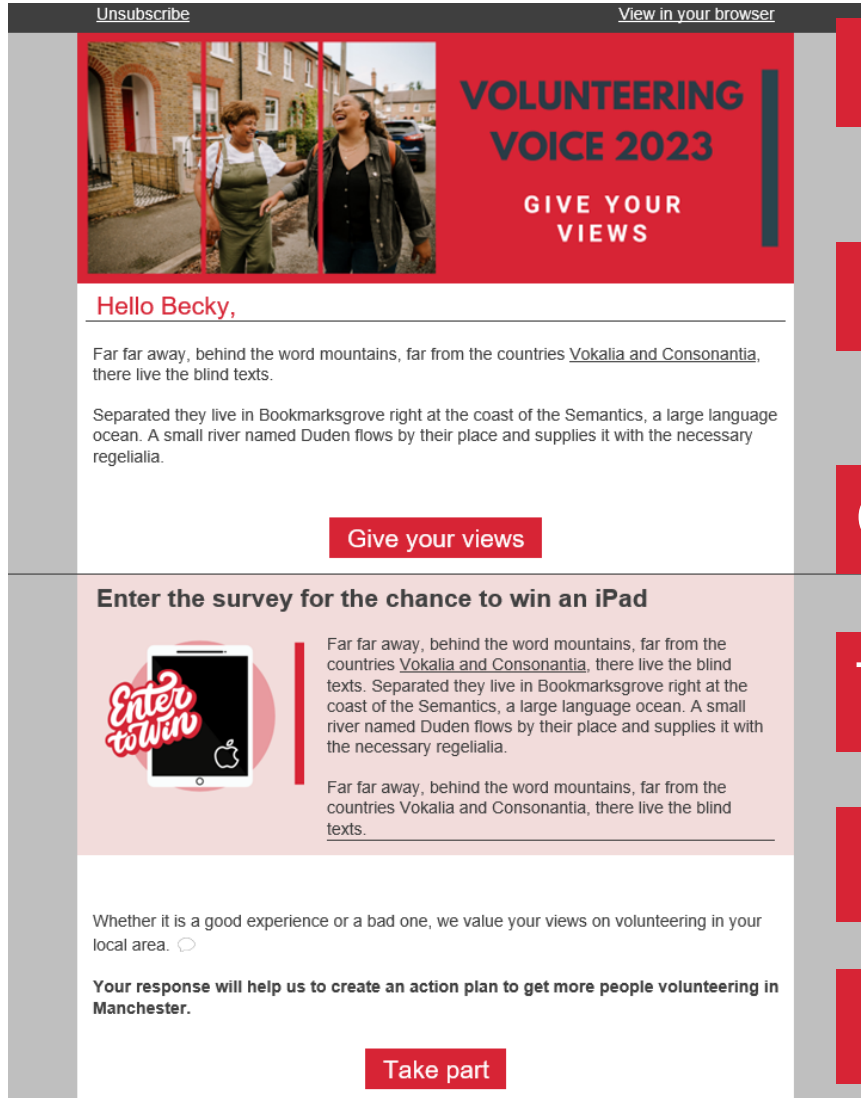 Unsubscribe
View in your browser
VOLUNTEERING
VOICE 2023
GIVE YOUR
VIEWS
Hello Becky,
Far far away, behind the word mountains, far from the countries Vokalia and Consonantia,
there live the blind texts.
Separated they live in Bookmarksgrove right at the coast of the Semantics, a large language
ocean. A small river named Duden flows by their place and supplies it with the necessary
regelialia.
Give your views
Enter the survey for the chance to win an iPad
Enter
to Win
Far far away, behind the word mountains, far from the
countries Vokalia and Consonantia, there live the blind
texts. Separated they live in Bookmarksgrove right at the
coast of the Semantics, a large language ocean. A small
river named Duden flows by their place and supplies it with
the necessary regelialia.
Far far away, behind the word mountains, far from the
countries Vokalia and Consonantia, there live the blind
texts.
Whether it is a good experience or a bad one, we value your views on volunteering in your
local area.
Your response will help us to create an action plan to get more people volunteering in
Manchester.
Take part